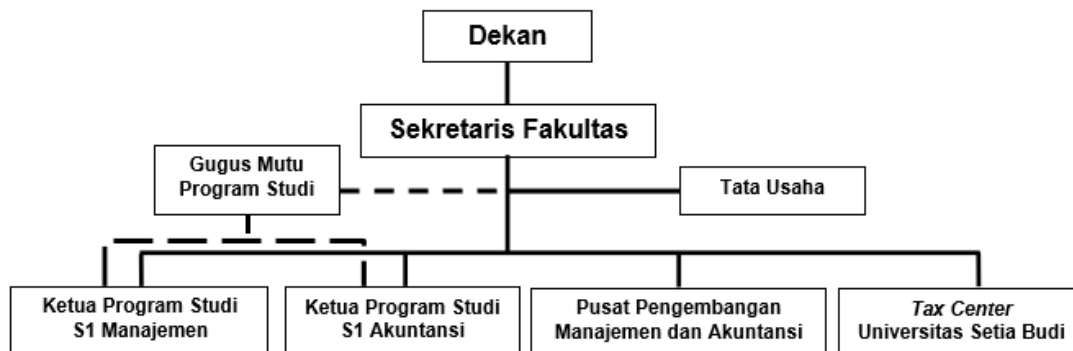 Dekan
Sekretaris Fakultas
Gugus Mutu
Program Studi
Tata Usaha
Ketua Program Studi
S1 Manajemen
Ketua Program Studi
S1 Akuntansi
Pusat Pengembangan
Manajemen dan Akuntansi
Tax Center
Universitas Setia Budi